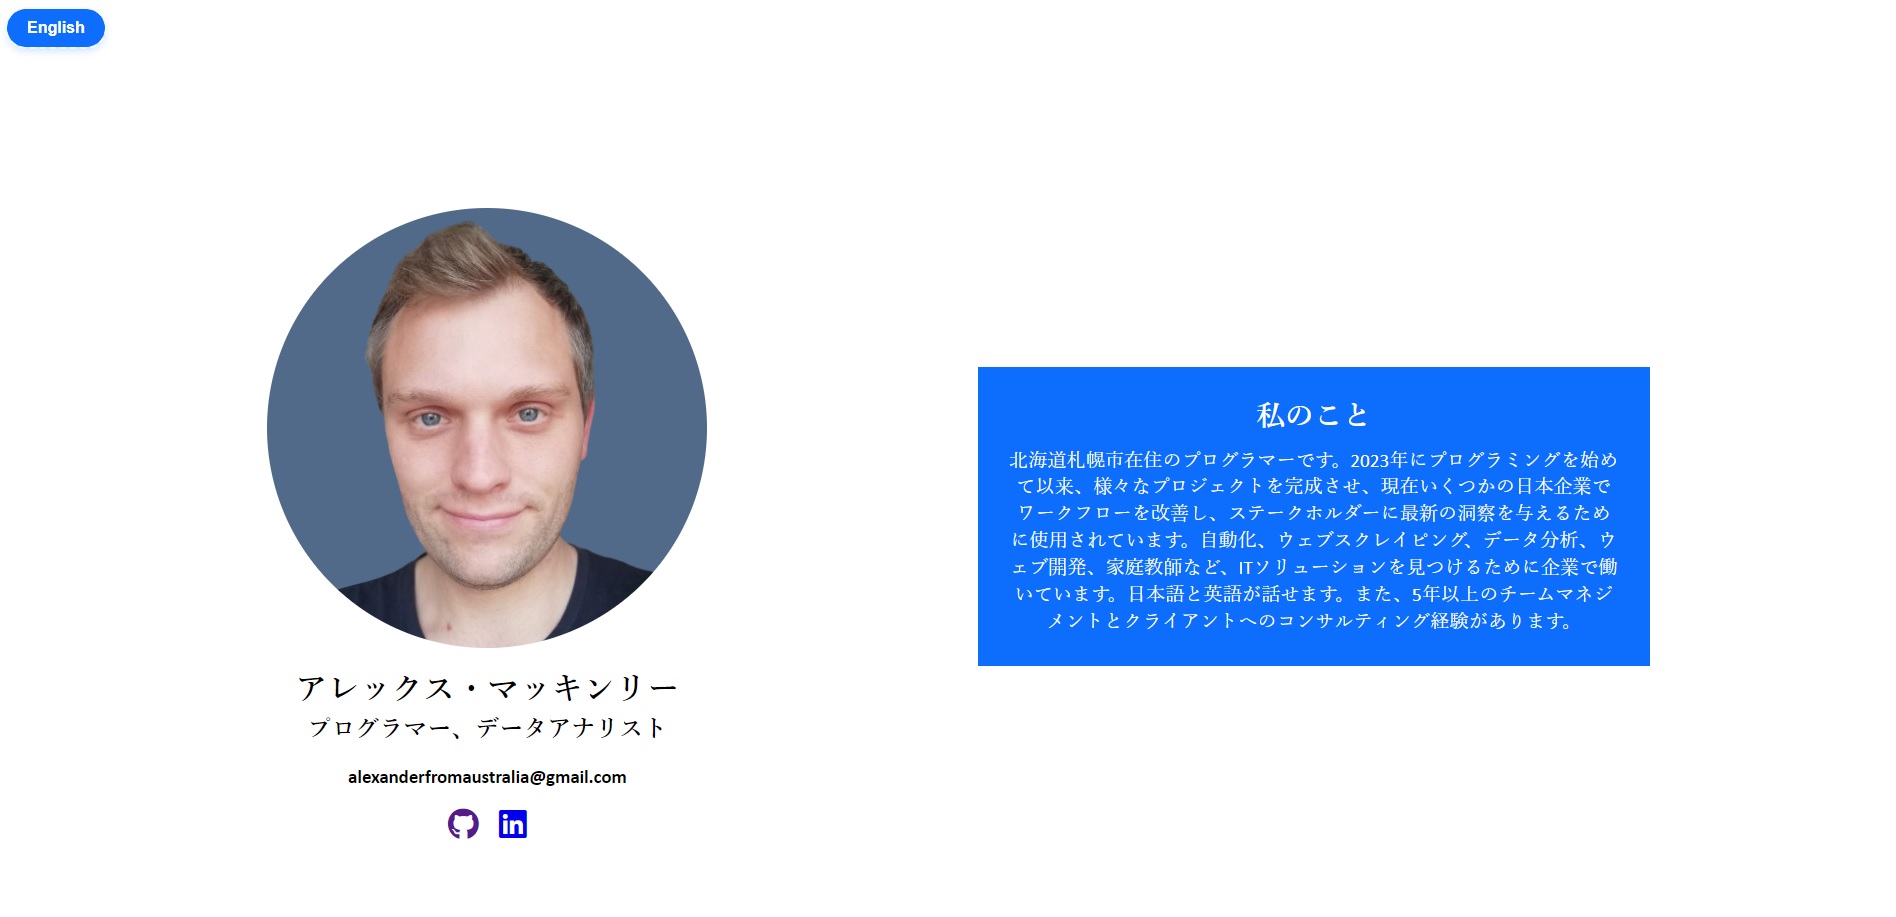 English
アレックス・マッキンリー
プログラマー、データアナリスト
alexanderfromaustralia@gmail.com
in
私のこと
北海道札幌市在住のプログラマーです。2023年にプログラミングを始め
て以来、様々なプロジェクトを完成させ、現在いくつかの日本企業で
ワークフローを改善し、ステークホルダーに最新の洞察を与えるため
に使用されています。自動化、ウェブスクレイピング、データ分析、ウ
ェブ開発、家庭教師など、ITソリューションを見つけるために企業で働
いています。日本語と英語が話せます。また、5年以上のチームマネジ
メントとクライアントへのコンサルティング経験があります。